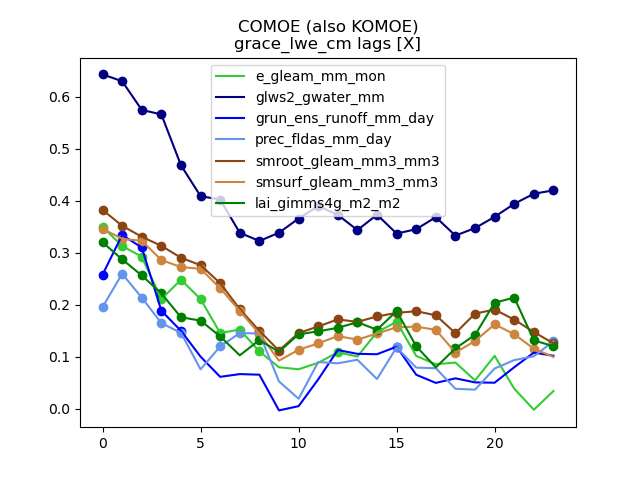 COMOE (also KOMOE)
grace_lwe_cm lags [X]
e_gleam_mm_mon
glws2_gwater_mm
grun_ens_runoff_mm_day
prec_fldas_mm_day
smroot_gleam_mm3_mm3
smsurf_gleam_mm3_mm3
lai_gimms4g_m2_m2
0.6
0.5
0.4
0.3
0.2
0.1
0.0
0 5 10 15 20